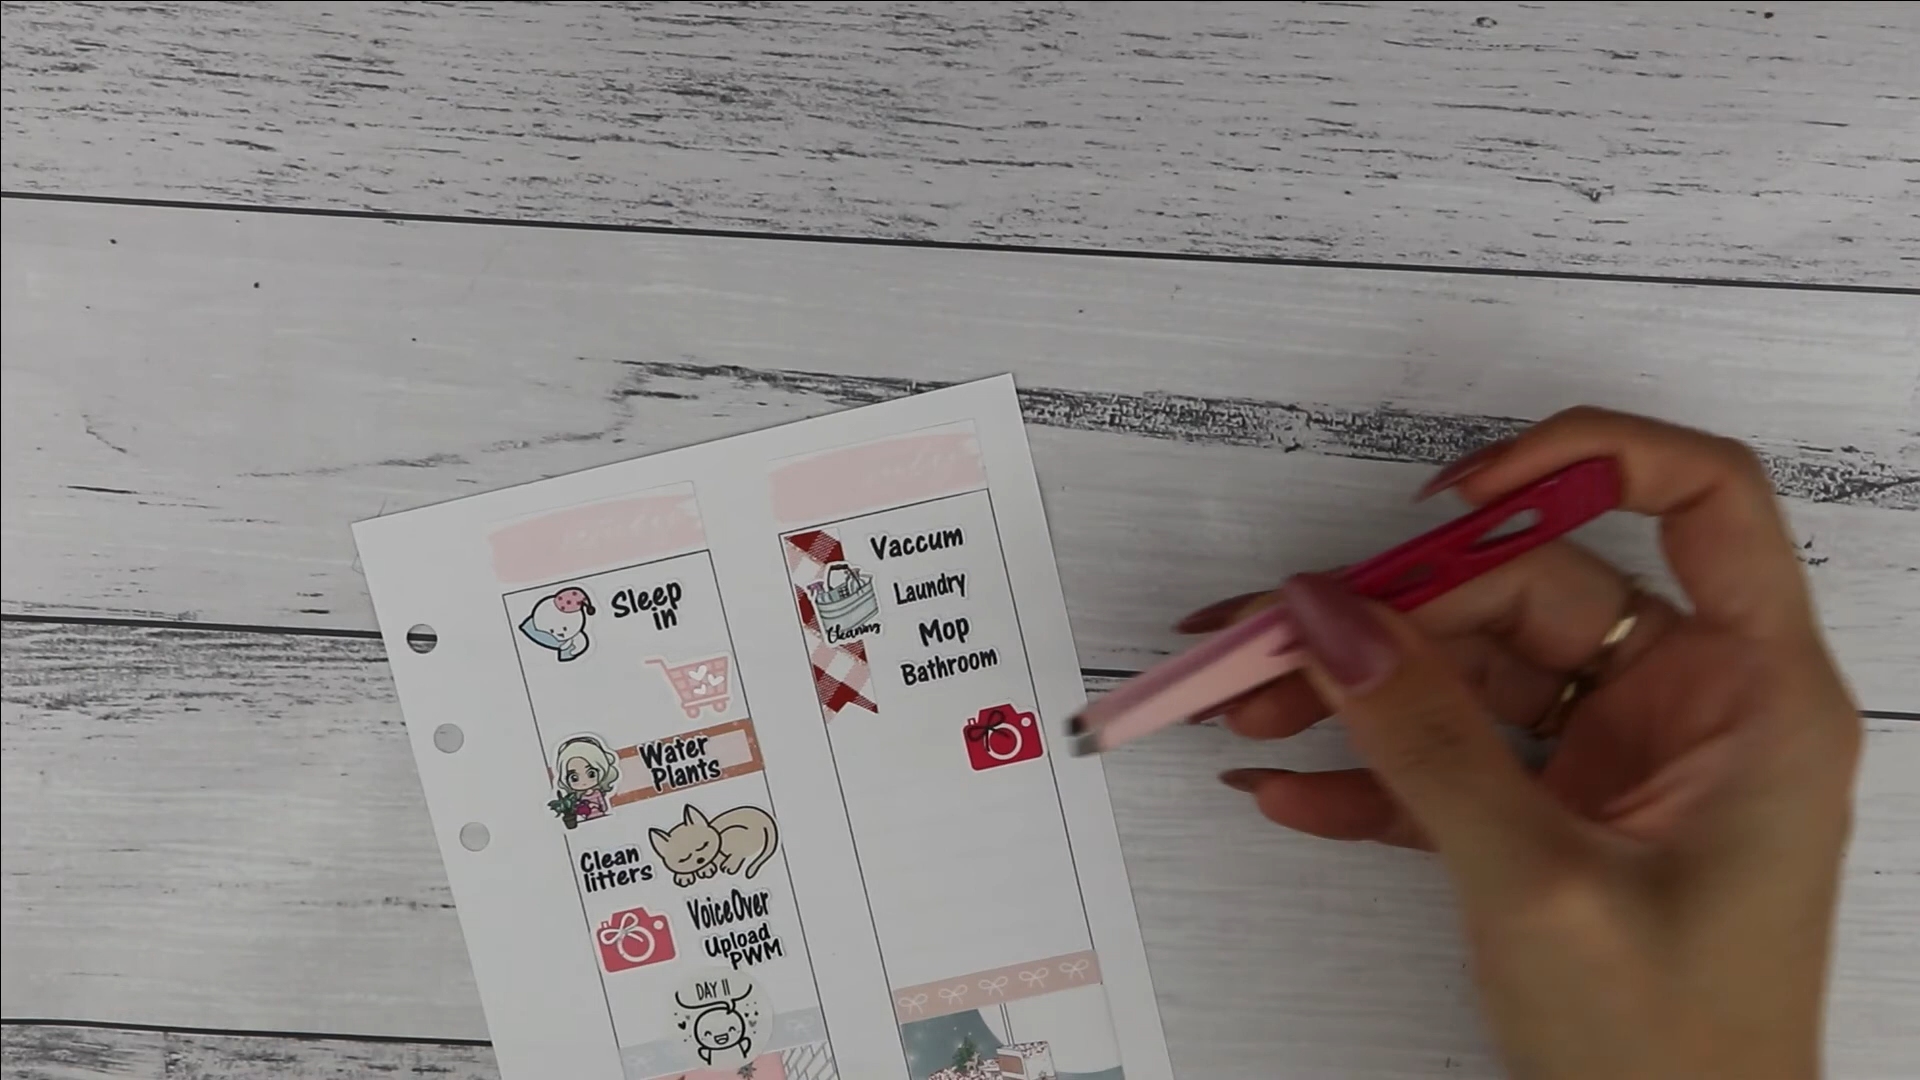 Sleep
in
Water
Plants
Clean
litters
VoiceOver
Upload
PWM
DAY 11
Vaccum
Laundry
Cleaning
Mop
Bathroom